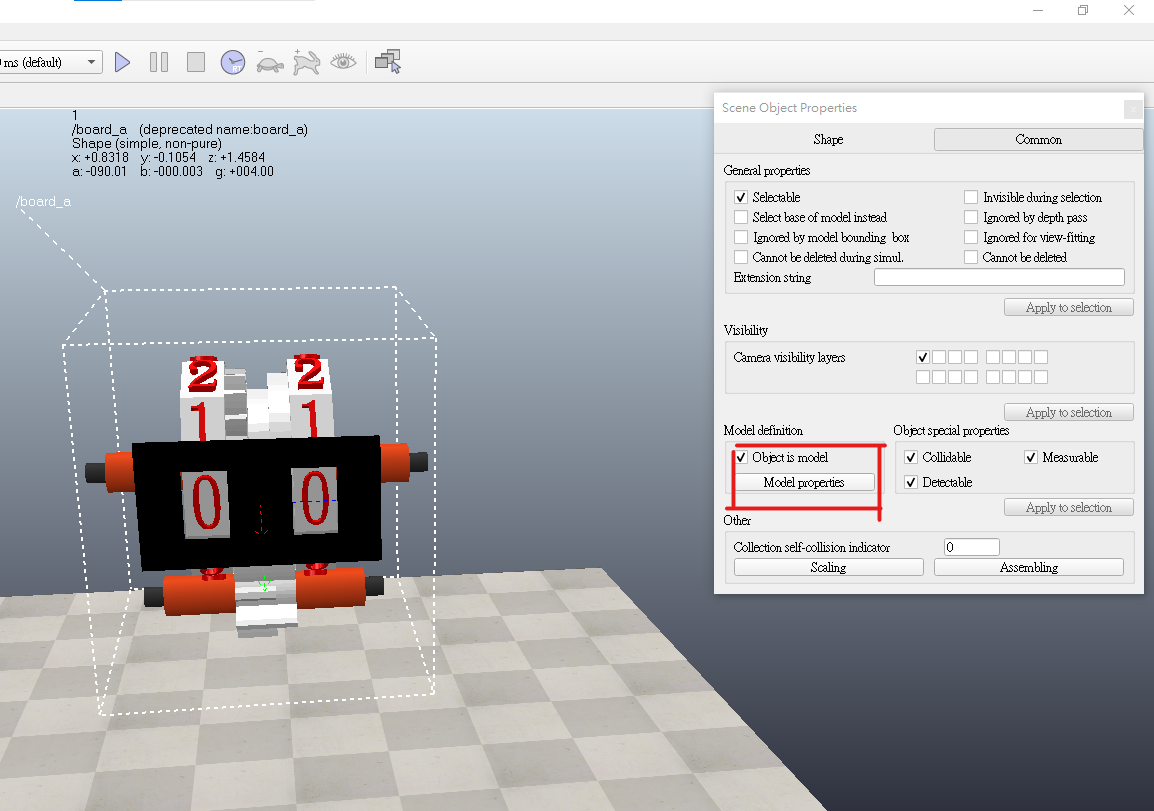 ms (default)
RT
1
/board_a (deprecated name:board_a)
Shape (simple, non-pure)
x: +0.8318 y: -0.1054 z: +1.4584
a: -090.01 b: -000.003 g: +004.00
/board_a
2 2
1 1
0 0
Scene Object Properties
Shape Common
General properties
Selectable Invisible during selection
Select base of model instead Ignored by depth pass
Ignored by model bounding box Ignored for view-fitting
Cannot be deleted during simul. Cannot be deleted
Extension string
Apply to selection
Visibility
Camera visibility layers
Apply to selection
Model definition Object special properties
Object is model Collidable Measurable
Model properties Detectable
Apply to selection
Other
Collection self-collision indicator 0
Scaling Assembling